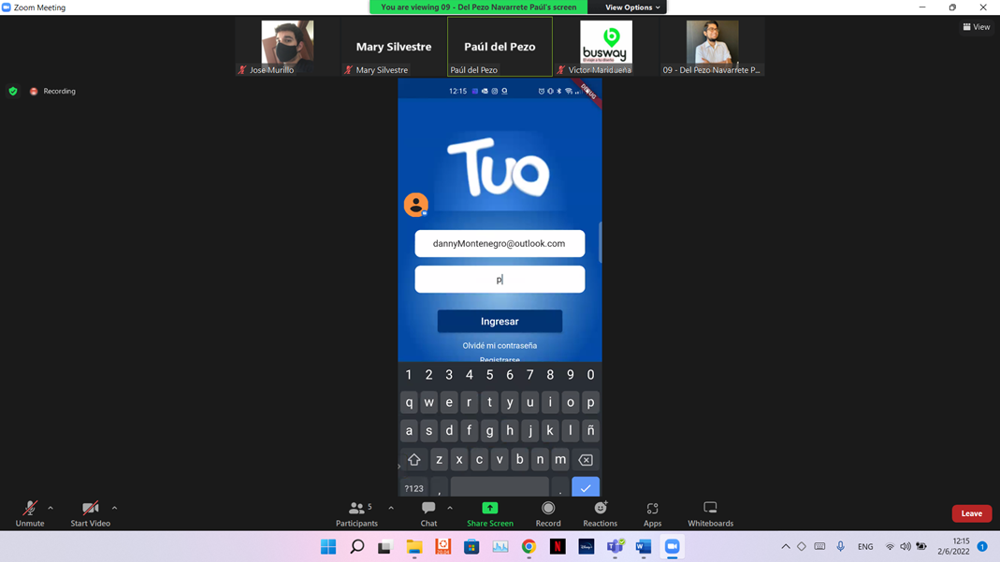 Zoom Meeting
You are viewing 09 - Del Pezo Navarrete Paúl's screen
View Options
View
Mary Silvestre
Paúl del Pezo
busway
Jose Murillo
Mary Silvestre
Paúl del Pezo
Victor Maridueña
09 - Del Pezo Navarrete P...
Recording
12:15
DEBUG
Tuo
dannyMontenegro@outlook.com
p
Ingresar
Olvidé mi contraseña
Registrarse
1 2 3 4 5 6 7 8 9 0
q w e r t y u i o p
a s d f g h j k l ñ
z x c v b n m
?123 , .
Unmute
Start Video
Participants 5
Chat
Share Screen
Record
Reactions
Apps
Whiteboards
Leave
ENG
12:15
2/6/2022
1